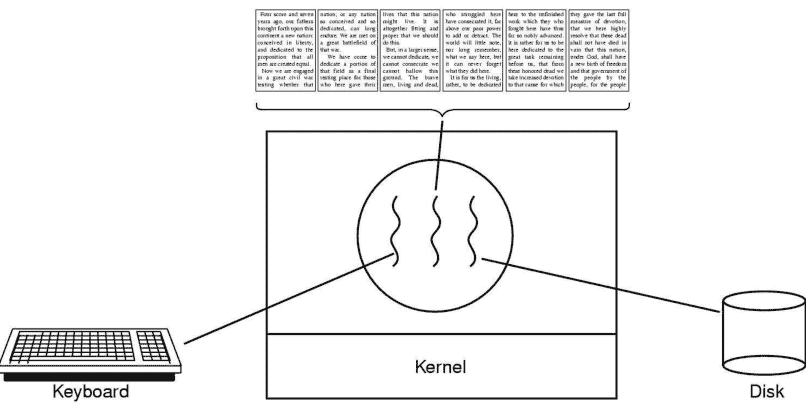 Four score and seven
years ago, our fathers
brought forth upon this
continent a new nation:
conceived in liberty,
and dedicated to the
proposition that all
men are created equal.
Now we are engaged
in a great civil war
testing whether that
nation, or any nation
so conceived and so
dedicated, can long
endure. We are met on
a great battlefield of
that war.
We have come to
dedicate a portion of
that field as a final
resting place for those
who here gave their
lives that this nation
might live. It is
altogether fitting and
proper that we should
do this.
But, in a larger sense,
we cannot dedicate, we
cannot consecrate we
cannot hallow this
ground. The brave
men, living and dead,
who struggled here
have consecrated it, far
above our poor power
to add or detract. The
world will little note,
nor long remember,
what we say here, but
it can never forget
what they did here.
It is for us the living,
rather, to be dedicated
here to the unfinished
work which they who
fought here have thus
far so nobly advanced.
It is rather for us to be
here dedicated to the
great task remaining
before us, that from
these honored dead we
take increased devotion
to that cause for which
they gave the last full
measure of devotion,
that we here highly
resolve that these dead
shall not have died in
vain that this nation,
under God, shall have
a new birth of freedom
and that government of
the people by the
people, for the people
Kernel
Keyboard
Disk